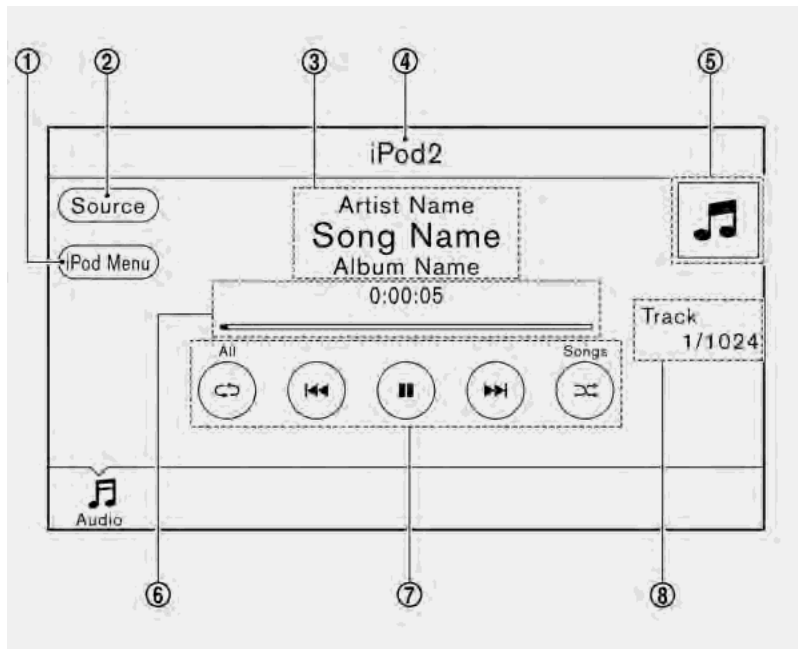 ① ② ③ ④ ⑤
iPod2
Source
iPod Menu
Artist Name
Song Name
Album Name
0:00:05
Track
1/1024
All
Songs
Audio
⑥ ⑦ ⑧